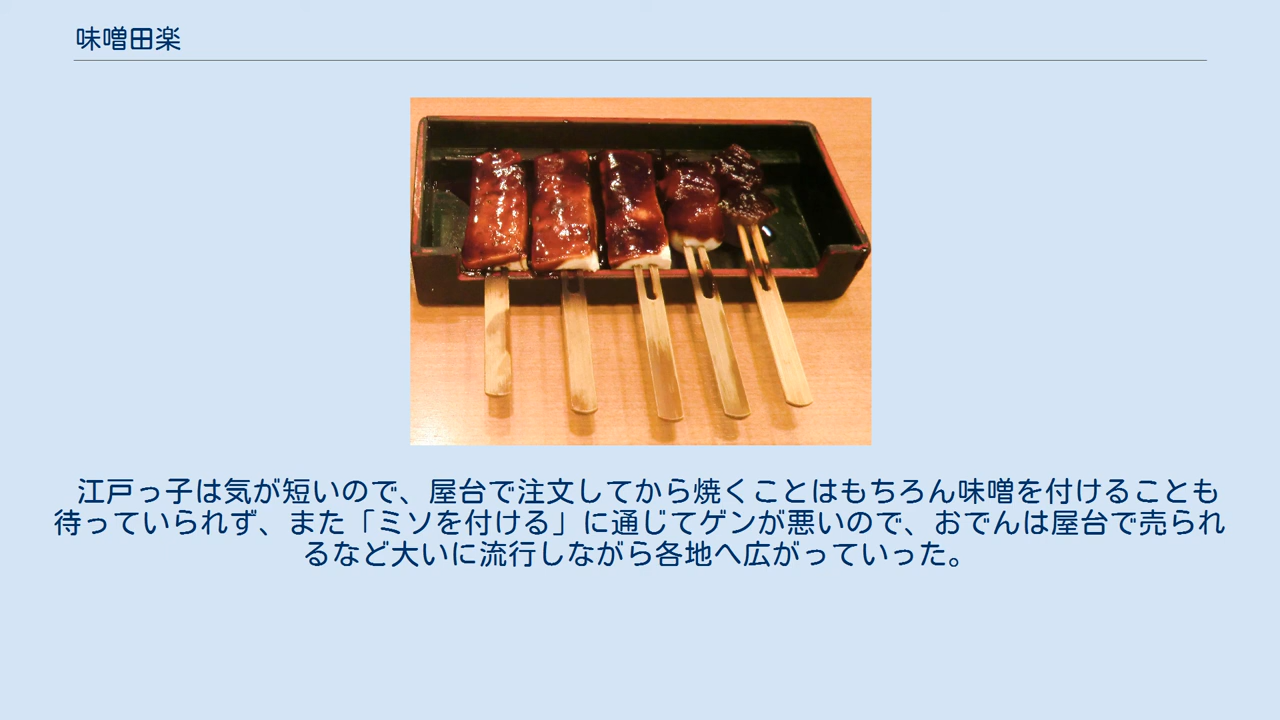 味噌田楽
江戸っ子は気が短いので、屋台で注文してから焼くことはもちろん味噌を付けることも
待っていられず、また「ミソを付ける」に通じてゲンが悪いので、おでんは屋台で売られ
るなど大いに流行しながら各地へ広がっていった。